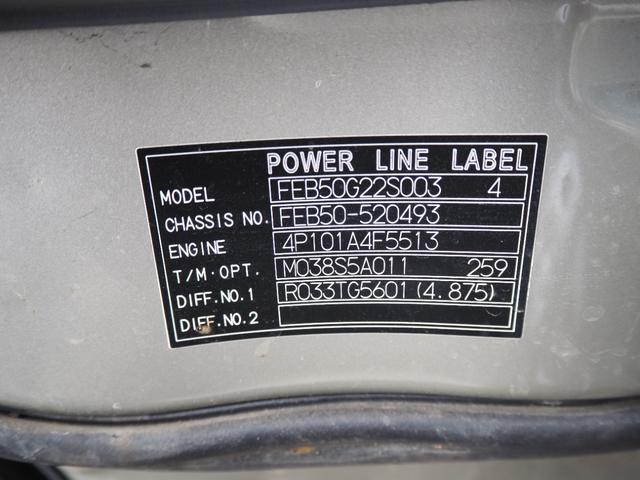 POWER LINE LABEL
MODEL FEB50G22S003 4
CHASSIS NO. FEB50-520493
ENGINE 4P101A4F5513
T/M·OPT. M038S5A011 259
DIFF.NO.1 R033TG5601(4.875)
DIFF.NO.2